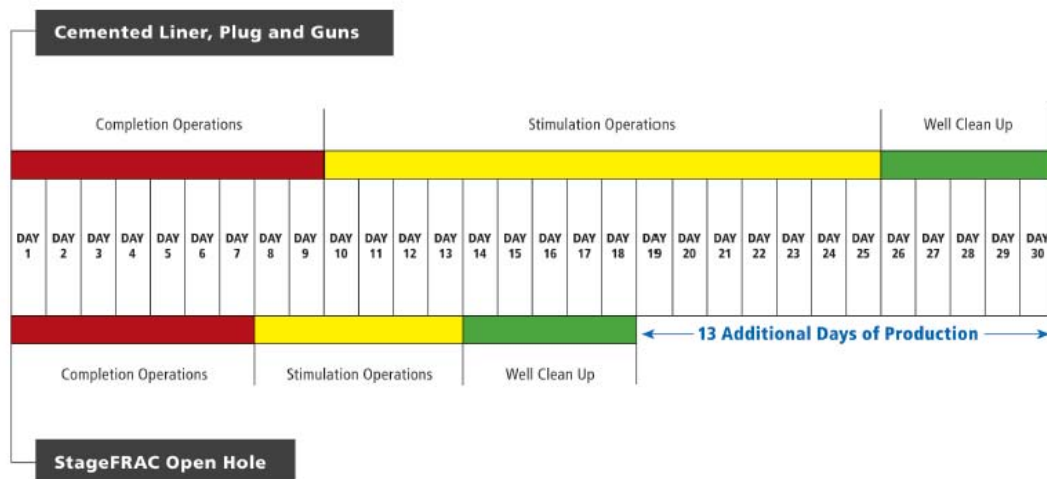 Cemented Liner, Plug and Guns
Completion Operations
Stimulation Operations
Well Clean Up
DAY 1
DAY 2
DAY 3
DAY 4
DAY 5
DAY 6
DAY 7
DAY 8
DAY 9
DAY 10
DAY 11
DAY 12
DAY 13
DAY 14
DAY 15
DAY 16
DAY 17
DAY 18
DAY 19
DAY 20
DAY 21
DAY 22
DAY 23
DAY 24
DAY 25
DAY 26
DAY 27
DAY 28
DAY 29
DAY 30
13 Additional Days of Production
Completion Operations
Stimulation Operations
Well Clean Up
StageFRAC Open Hole